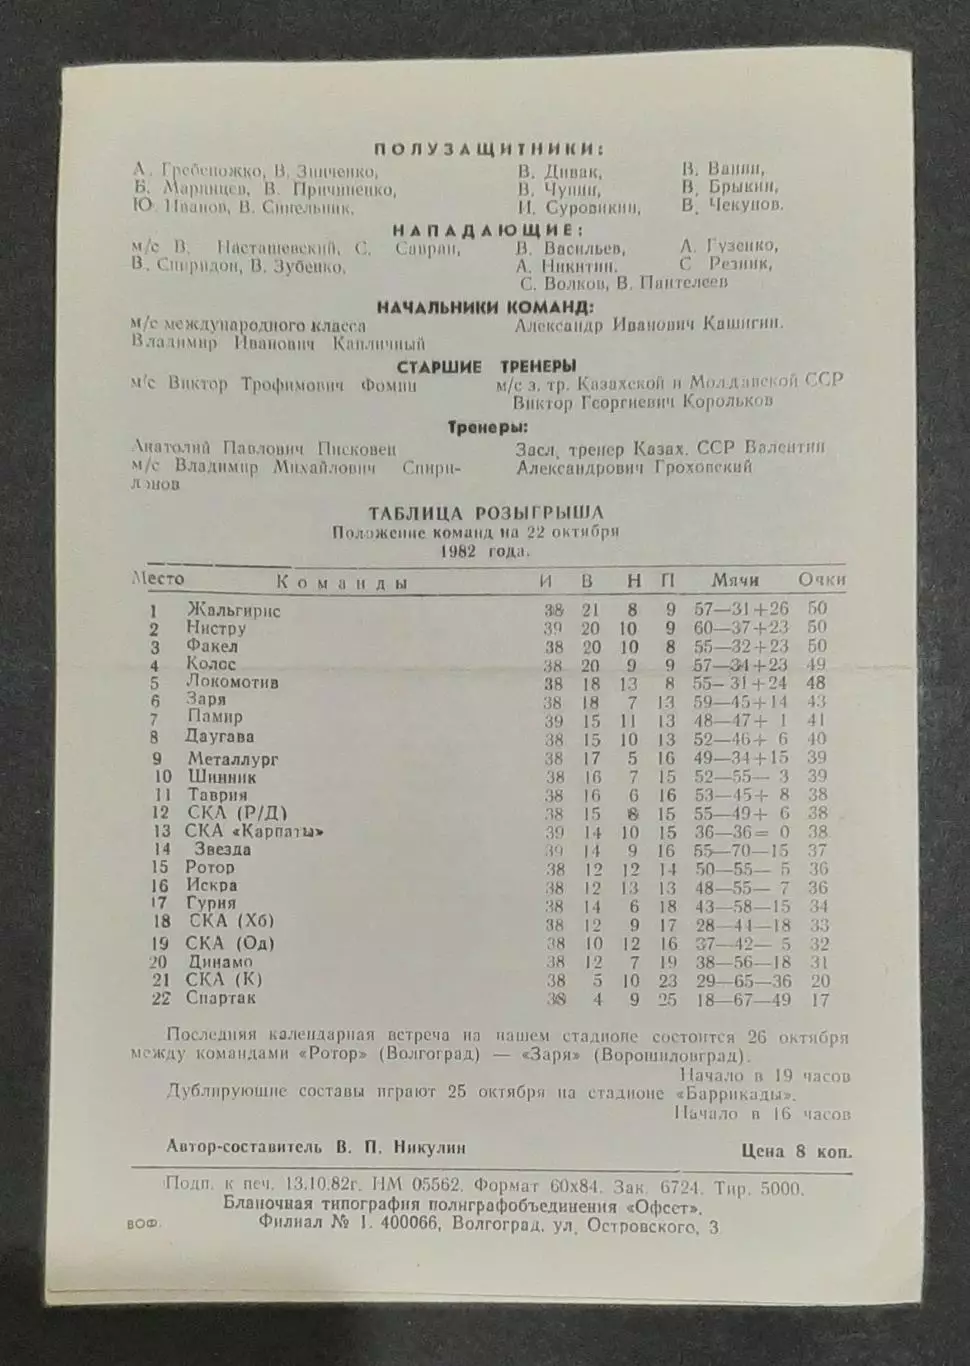 ПОЛУЗАЩИТНИКИ:
А. Гребеножко, В. Зинченко, В. Дивак, В. Ванин,
Б. Маринцев, В. Причиненко, В. Чунин, В. Брыкин,
Ю. Иванов, В. Синельник. И. Суровикин, В. Чекунов.
НАПАДАЮЩИЕ:
м/с В. Насташевский, С. Савран, В. Васильев, А. Гузенко,
В. Спиридон, В. Зубенко, А. Никитин. С. Резник,
С. Волков, В. Пантелеев
НАЧАЛЬНИКИ КОМАНД:
м/с международного класса Александр Иванович Кашигин.
Владимир Иванович Капличный
СТАРШИЕ ТРЕНЕРЫ
м/с Виктор Трофимович Фомин м/с з. тр. Казахской и Молдавской ССР
Виктор Георгиевич Корольков
Тренеры:
Анатолий Павлович Писковец Засл. тренер Казах. ССР Валентин
м/с Владимир Михайлович Спири- Александрович Гроховский
донов
ТАБЛИЦА РОЗЫГРЫША
Положение команд на 22 октября
1982 года.
Место Команды И В Н П Мячи Очки
1 Жальгирис 38 21 8 9 57—31+26 50
2 Нистру 39 20 10 9 60—37+23 50
3 Факел 38 20 10 8 55—32+23 50
4 Колос 38 20 9 9 57—34+23 49
5 Локомотив 38 18 13 8 55—31+24 48
6 Заря 38 18 7 13 59—45+14 43
7 Памир 39 15 11 13 48—47+ 1 41
8 Даугава 38 15 10 13 52—46+ 6 40
9 Металлург 38 17 5 16 49—34+15 39
10 Шинник 38 16 7 15 52—55— 3 39
11 Таврия 38 16 6 16 53—45+ 8 38
12 СКА (Р/Д) 38 15 8 15 55—49+ 6 38
13 СКА «Карпаты» 39 14 10 15 36—36= 0 38
14 Звезда 39 14 9 16 55—70—15 37
15 Ротор 38 12 12 14 50—55— 5 36
16 Искра 38 12 13 13 48—55— 7 36
17 Гурия 38 14 6 18 43—58—15 34
18 СКА (Хб) 38 12 9 17 28—44—18 33
19 СКА (Од) 38 10 12 16 37—42— 5 32
20 Динамо 38 12 7 19 38—56—18 31
21 СКА (К) 38 5 10 23 29—65—36 20
22 Спартак 38 4 9 25 18—67—49 17
Последняя календарная встреча на нашем стадионе состоится 26 октября
между командами «Ротор» (Волгоград) — «Заря» (Ворошиловград).
Начало в 19 часов
Дублирующие составы играют 25 октября на стадионе «Баррикады».
Начало в 16 часов
Автор-составитель В. П. Никулин Цена 8 коп.
Подп. к печ. 13.10.82г. НМ 05562. Формат 60х84. Зак. 6724. Тир. 5000.
Бланочная типография полиграфобъединения «Офсет».
ВОФ. Филиал № 1. 400066, Волгоград, ул. Островского, 3